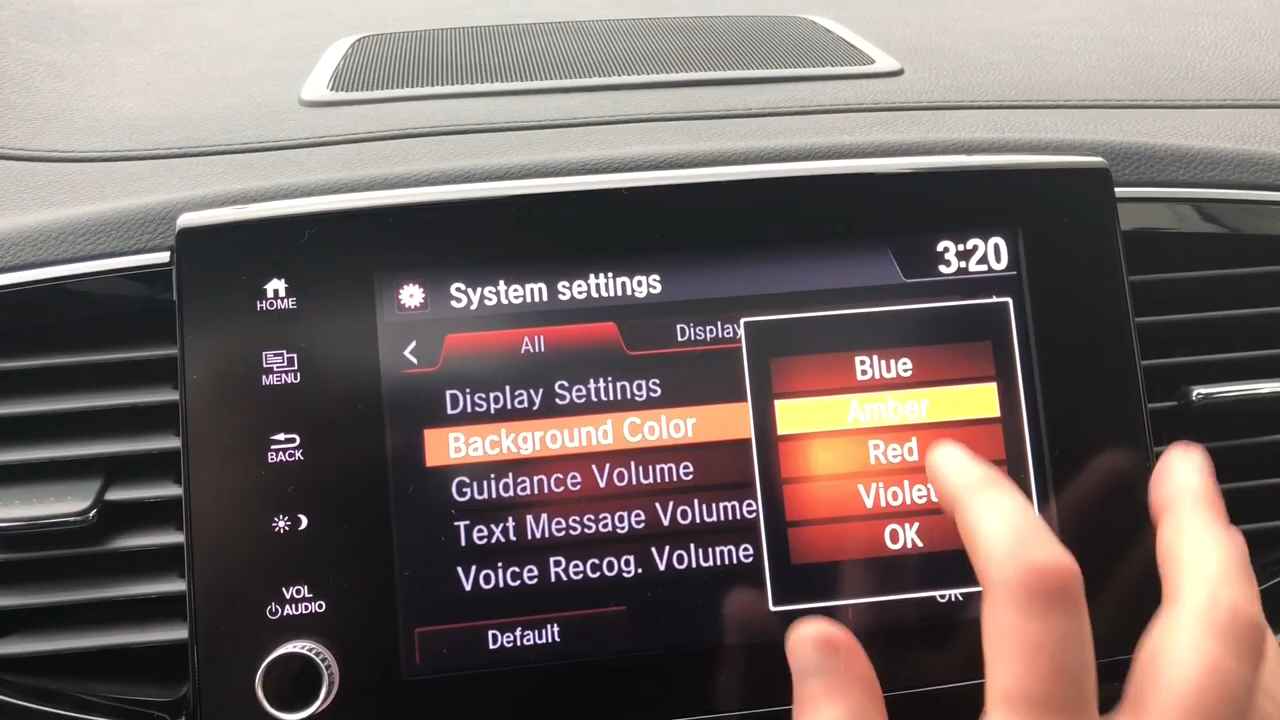 3:20
System settings
HOME
All
Display
MENU
Display Settings
Background Color
BACK
Guidance Volume
Text Message Volume
Voice Recog. Volume
VOL
AUDIO
Default
Blue
Amber
Red
Violet
OK
OK